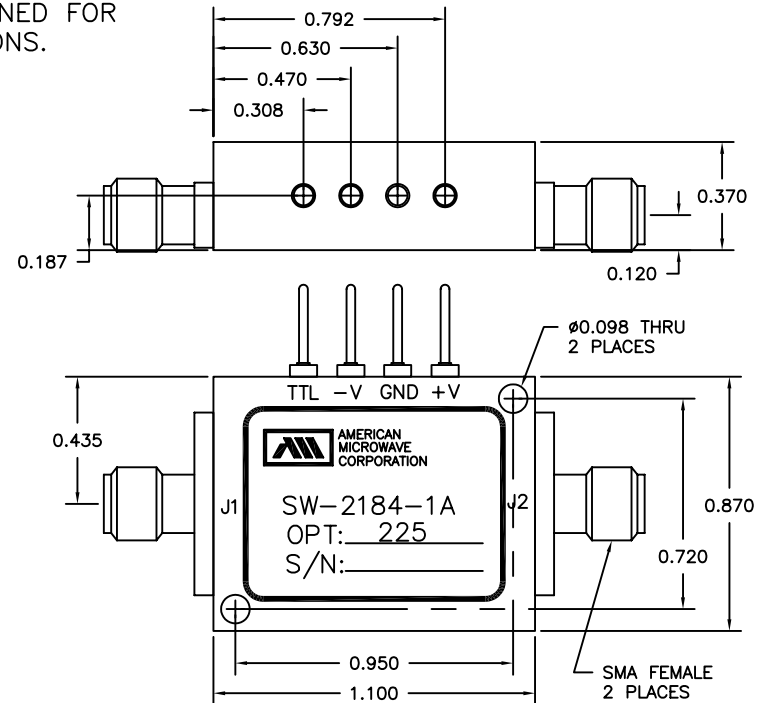 NED FOR
ONS.
0.792
0.630
0.470
0.308
0.370
0.187
0.120
ø0.098 THRU
2 PLACES
TTL -V GND +V
0.435
AMERICAN
MICROWAVE
CORPORATION
J1
SW-2184-1A
J2
OPT: 225
S/N:
0.870
0.720
0.950
SMA FEMALE
2 PLACES
1.100